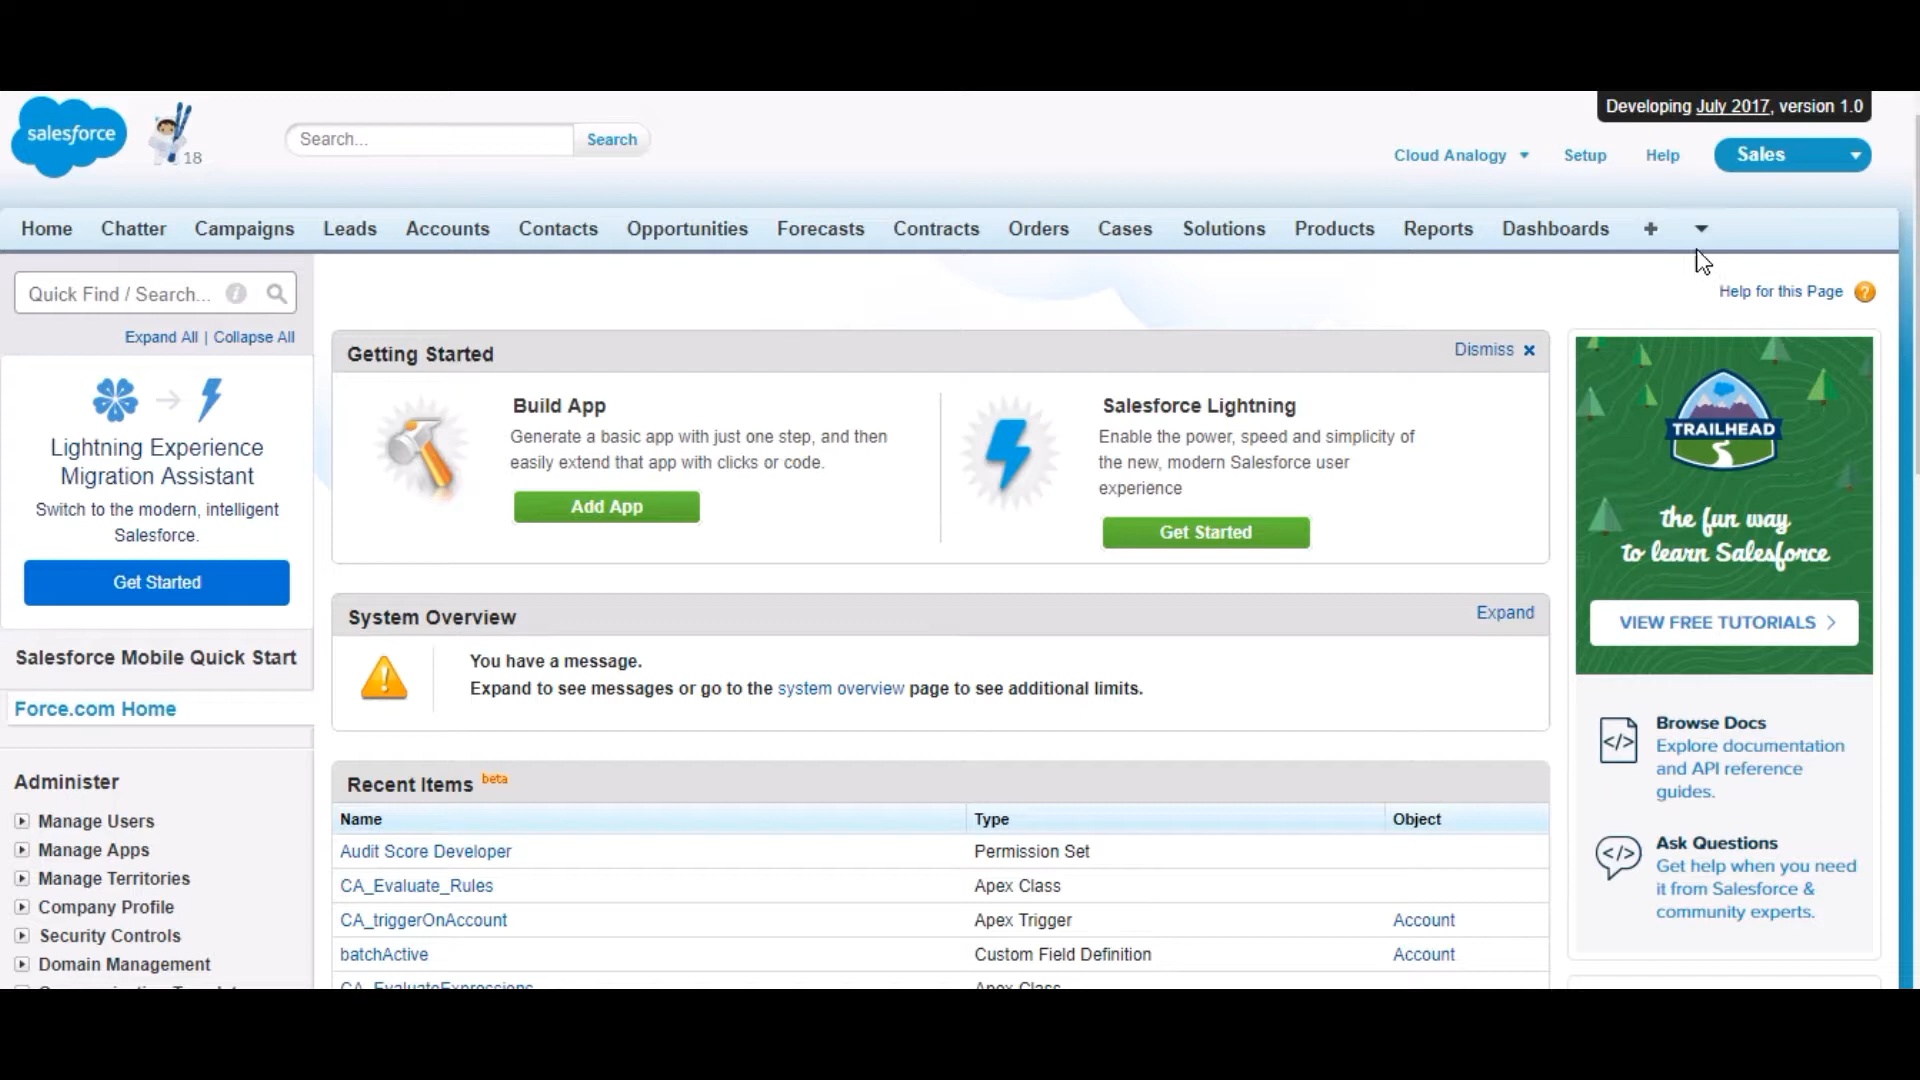 Developing July 2017, version 1.0
salesforce
18
Search...
Search
Cloud Analogy
Setup
Help
Sales
Home
Chatter
Campaigns
Leads
Accounts
Contacts
Opportunities
Forecasts
Contracts
Orders
Cases
Solutions
Products
Reports
Dashboards
+
Quick Find / Search...
Expand All | Collapse All
Lightning Experience
Migration Assistant
Switch to the modern, intelligent
Salesforce.
Get Started
Salesforce Mobile Quick Start
Force.com Home
Administer
Manage Users
Manage Apps
Manage Territories
Company Profile
Security Controls
Domain Management
Help for this Page
Getting Started
Dismiss
Build App
Generate a basic app with just one step, and then
easily extend that app with clicks or code.
Add App
Salesforce Lightning
Enable the power, speed and simplicity of
the new, modern Salesforce user
experience
Get Started
System Overview
Expand
You have a message.
Expand to see messages or go to the system overview page to see additional limits.
Recent Items beta
Name Type Object
Audit Score Developer Permission Set
CA_Evaluate_Rules Apex Class
CA_triggerOnAccount Apex Trigger Account
batchActive Custom Field Definition Account
CA_EvaluateExpressions Apex Class
TRAILHEAD
the fun way
to learn Salesforce
VIEW FREE TUTORIALS
Browse Docs
Explore documentation
and API reference
guides.
Ask Questions
Get help when you need
it from Salesforce &
community experts.